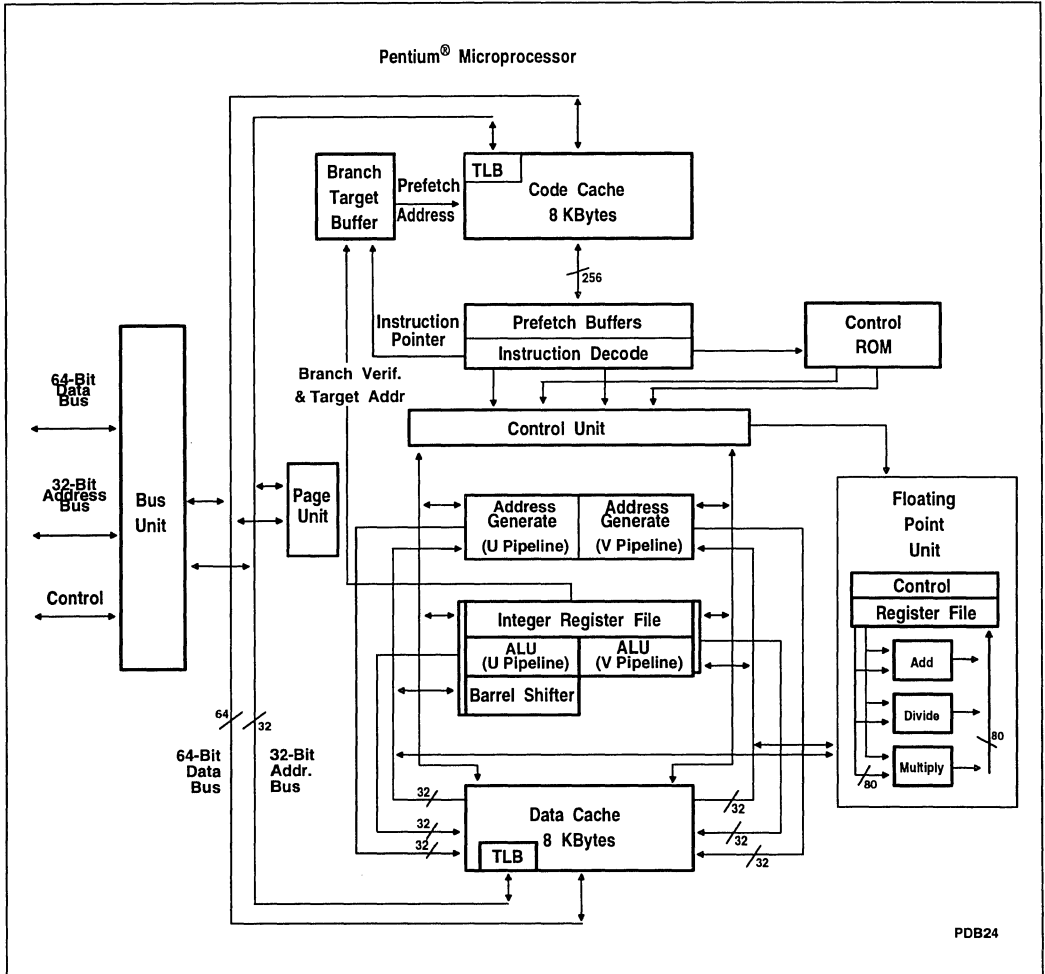 Pentium® Microprocessor
Branch
Target
Buffer
Prefetch
Address
TLB
Code Cache
8 KBytes
256
Instruction
Pointer
Prefetch Buffers
Instruction Decode
Control
ROM
Branch Verif.
& Target Addr
Control Unit
64-Bit
Data
Bus
32-Bit
Address
Bus
Control
Bus
Unit
Page
Unit
Address
Generate
(U Pipeline)
Address
Generate
(V Pipeline)
Integer Register File
ALU
(U Pipeline)
ALU
(V Pipeline)
Barrel Shifter
Floating
Point
Unit
Control
Register File
Add
Divide
Multiply
80
80
64
32
64-Bit
Data
Bus
32-Bit
Addr.
Bus
32
32
32
Data Cache
8 KBytes
TLB
32
32
32
PDB24